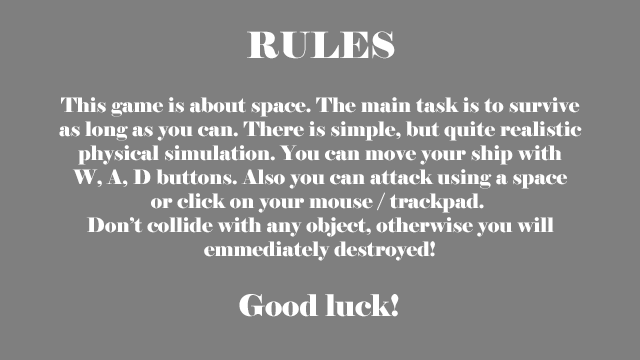 RULES
This game is about space. The main task is to survive
as long as you can. There is simple, but quite realistic
physical simulation. You can move your ship with
W, A, D buttons. Also you can attack using a space
or click on your mouse / trackpad.
Don't collide with any object, otherwise you will
emmediately destroyed!
Good luck!